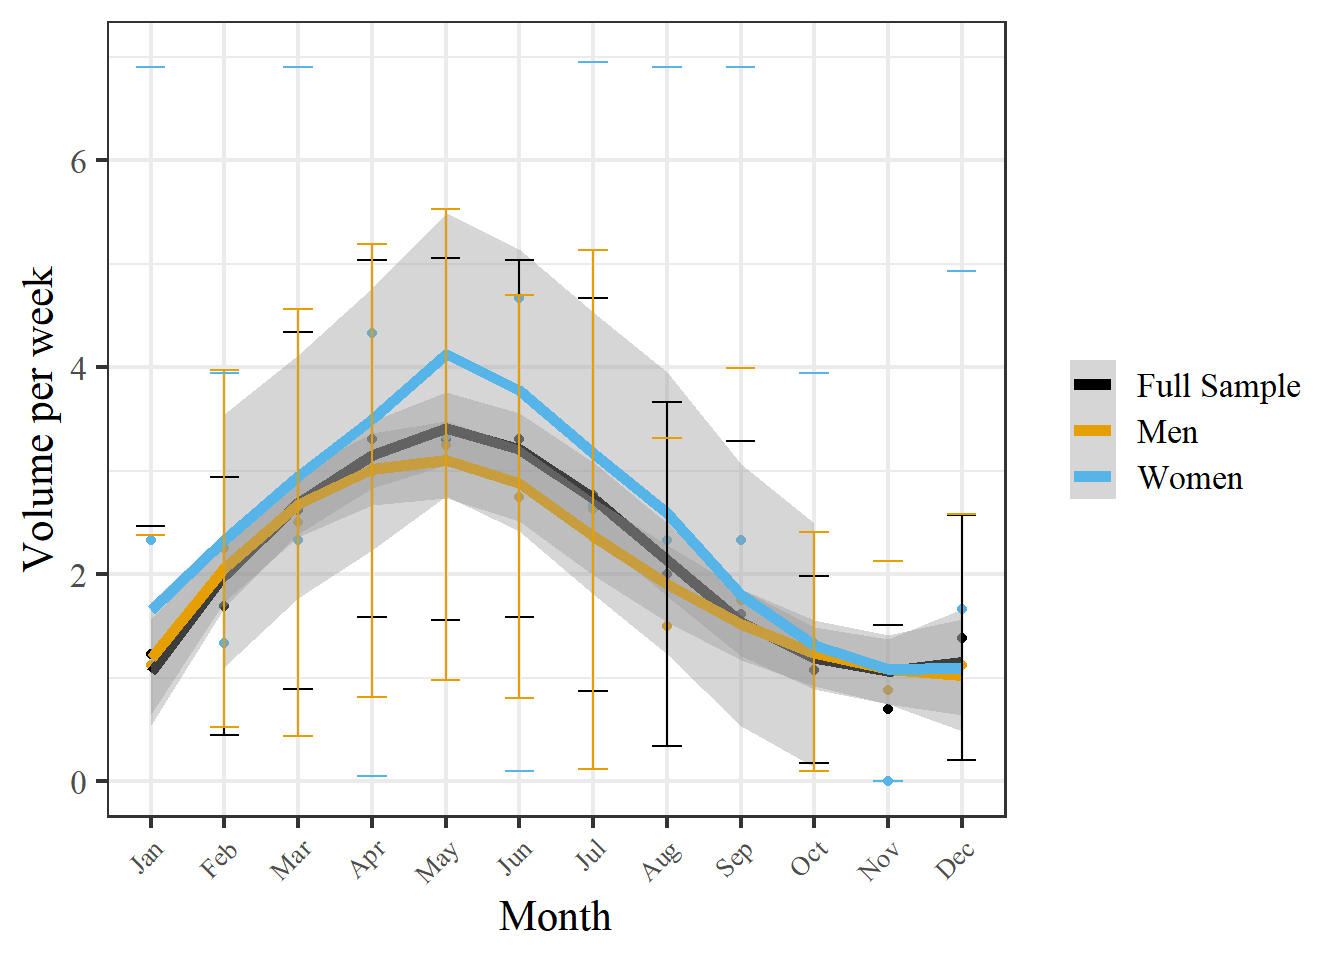 Volume per week
6
4
2
0
Jan
Feb
Mar
Apr
May
Jun
Jul
Aug
Sep
Oct
Nov
Dec
Month
Full Sample
Men
Women